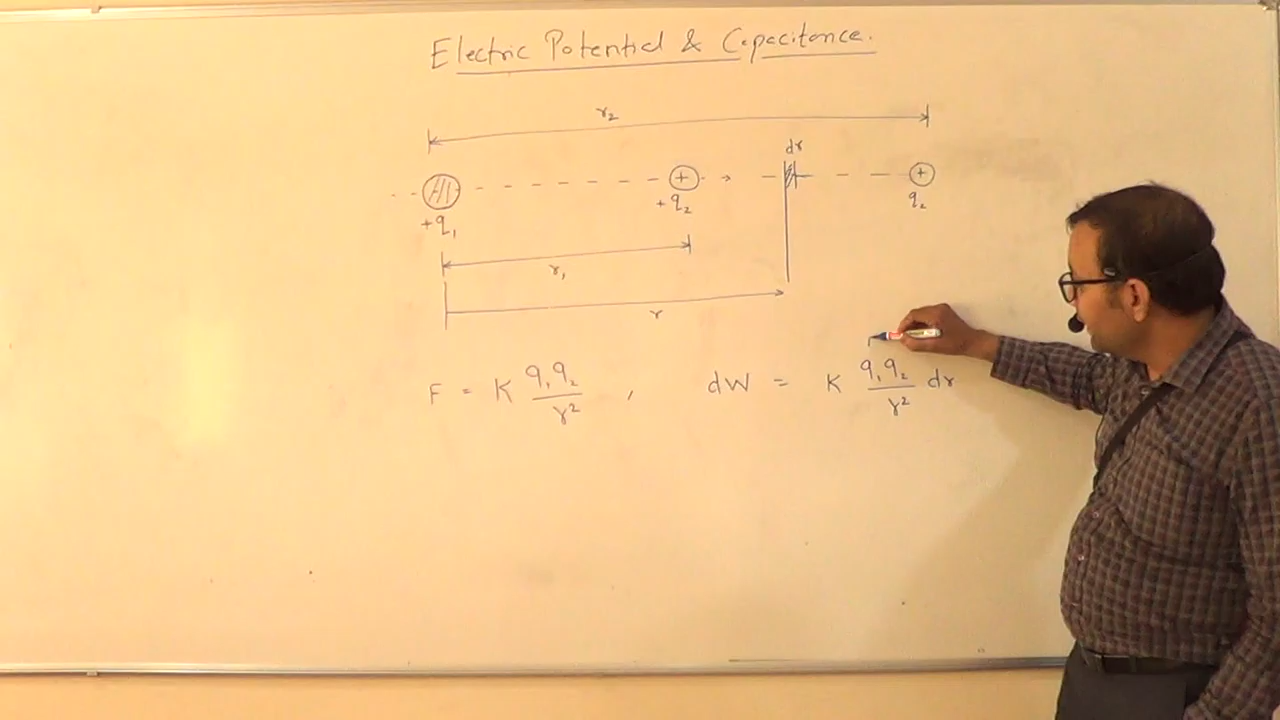 Electric Potential & Capacitance.
r₂
dr
+ +
+q₁ +q₂ q₂
r₁
r
F = K q₁q₂/r² , dW = K q₁q₂/r² dr